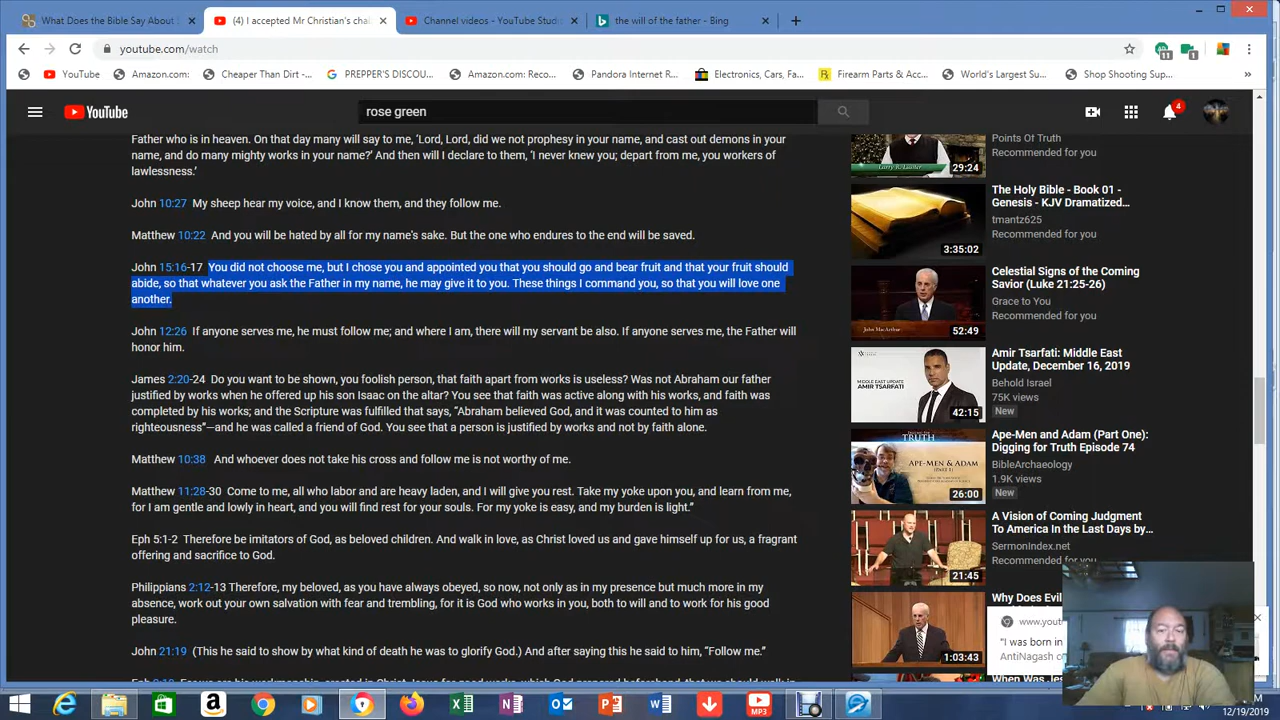 What Does the Bible Say About
(4) I accepted Mr Christian's cha
Channel videos - YouTube Studio
the will of the father - Bing
youtube.com/watch
11
1
YouTube
Amazon.com:
Cheaper Than Dirt -...
PREPPER'S DISCOU...
Amazon.com: Reco...
Pandora Internet R...
Electronics, Cars, Fa...
Firearm Parts & Acc...
World's Largest Su...
Shop Shooting Sup...
YouTube
rose green
4
Father who is in heaven. On that day many will say to me, 'Lord, Lord, did we not prophesy in your name, and cast out demons in your
name, and do many mighty works in your name?' And then will I declare to them, 'I never knew you; depart from me, you workers of
lawlessness.'
John 10:27 My sheep hear my voice, and I know them, and they follow me.
Matthew 10:22 And you will be hated by all for my name's sake. But the one who endures to the end will be saved.
John 15:16-17 You did not choose me, but I chose you and appointed you that you should go and bear fruit and that your fruit should
abide, so that whatever you ask the Father in my name, he may give it to you. These things I command you, so that you will love one
another.
John 12:26 If anyone serves me, he must follow me; and where I am, there will my servant be also. If anyone serves me, the Father will
honor him.
James 2:20-24 Do you want to be shown, you foolish person, that faith apart from works is useless? Was not Abraham our father
justified by works when he offered up his son Isaac on the altar? You see that faith was active along with his works, and faith was
completed by his works; and the Scripture was fulfilled that says, "Abraham believed God, and it was counted to him as
righteousness"—and he was called a friend of God. You see that a person is justified by works and not by faith alone.
Matthew 10:38 And whoever does not take his cross and follow me is not worthy of me.
Matthew 11:28-30 Come to me, all who labor and are heavy laden, and I will give you rest. Take my yoke upon you, and learn from me,
for I am gentle and lowly in heart, and you will find rest for your souls. For my yoke is easy, and my burden is light."
Eph 5:1-2 Therefore be imitators of God, as beloved children. And walk in love, as Christ loved us and gave himself up for us, a fragrant
offering and sacrifice to God.
Philippians 2:12-13 Therefore, my beloved, as you have always obeyed, so now, not only as in my presence but much more in my
absence, work out your own salvation with fear and trembling, for it is God who works in you, both to will and to work for his good
pleasure.
John 21:19 (This he said to show by what kind of death he was to glorify God.) And after saying this he said to him, "Follow me."
Points Of Truth
Recommended for you
29:24
The Holy Bible - Book 01 -
Genesis - KJV Dramatized...
tmantz625
Recommended for you
3:35:02
Celestial Signs of the Coming
Savior (Luke 21:25-26)
Grace to You
Recommended for you
John MacArthur
52:49
Amir Tsarfati: Middle East
Update, December 16, 2019
Behold Israel
75K views
New
MIDDLE EAST UPDATE
AMIR TSARFATI
42:15
Ape-Men and Adam (Part One):
Digging for Truth Episode 74
BibleArchaeology
1.9K views
New
TRUTH
APE-MEN & ADAM
26:00
A Vision of Coming Judgment
To America In the Last Days by...
SermonIndex.net
Recommended for you
21:45
Why Does Evil
1:03:43
www.yout
"I was born in
AntiNagash co
When Was Jes
MP3
12/19/2019